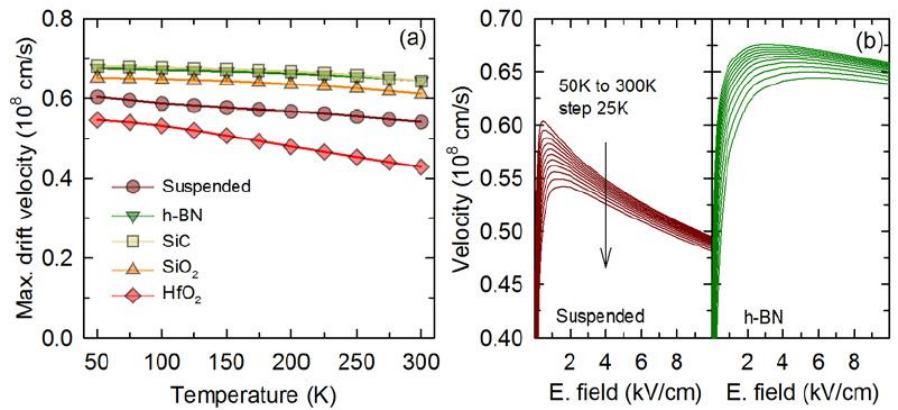 (a)
Max. drift velocity (10⁸ cm/s)
0.8
0.6
0.4
0.2
0.0
Suspended
h-BN
SiC
SiO₂
HfO₂
50 100 150 200 250 300
Temperature (K)
(b)
Velocity (10⁸ cm/s)
0.70
0.65
0.60
0.55
0.50
0.45
0.40
50K to 300K
step 25K
Suspended
h-BN
2 4 6 8
2 4 6 8
E. field (kV/cm)
E. field (kV/cm)